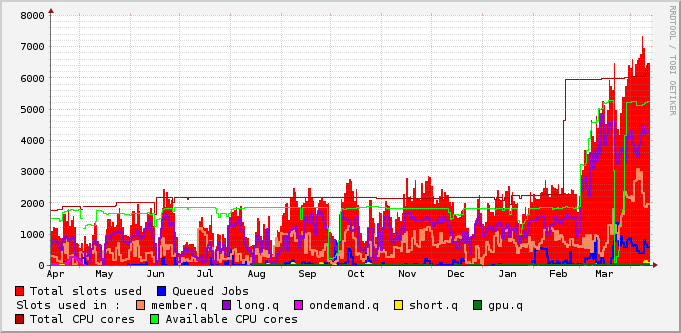 8000
7000
6000
5000
4000
3000
2000
1000
0
Apr May Jun Jul Aug Sep Oct Nov Dec Jan Feb Mar
RRDTOOL / TOBI OETIKER
Total slots used Queued Jobs
Slots used in : member.q long.q ondemand.q short.q gpu.q
Total CPU cores Available CPU cores